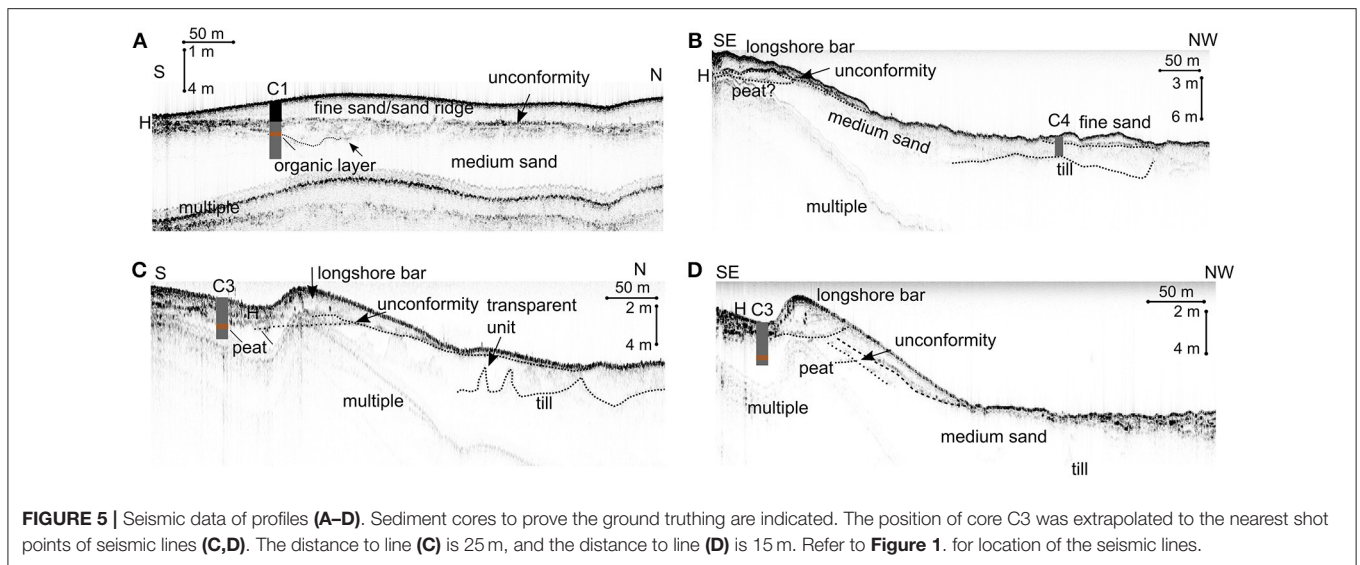 A
50 m
1 m
4 m
S
N
C1
unconformity
fine sand/sand ridge
H
organic layer
medium sand
multiple
B
SE
NW
longshore bar
50 m
H
unconformity
3 m
peat?
6 m
medium sand
C4 fine sand
till
multiple
C
S
N
C3
longshore bar
50 m
H
unconformity
transparent
unit
2 m
peat
4 m
multiple
till
D
SE
NW
longshore bar
50 m
H C3
2 m
unconformity
4 m
peat
multiple
medium sand
till
FIGURE 5 | Seismic data of profiles (A–D). Sediment cores to prove the ground truthing are indicated. The position of core C3 was extrapolated to the nearest shot
points of seismic lines (C,D). The distance to line (C) is 25 m, and the distance to line (D) is 15 m. Refer to Figure 1. for location of the seismic lines.